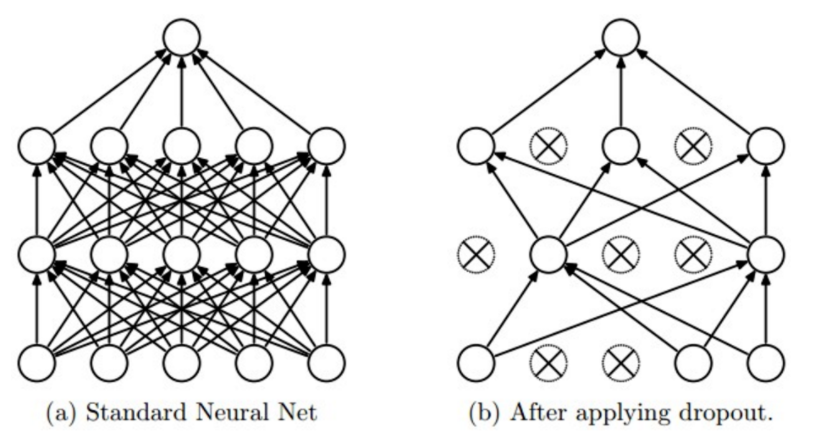 (a) Standard Neural Net
(b) After applying dropout.